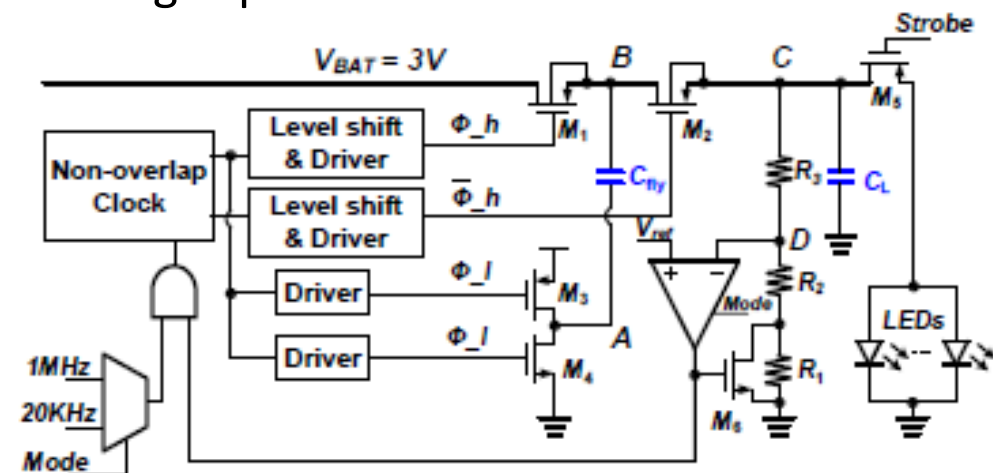 Strobe
V_BAT = 3V
B
C
M₅
Level shift
& Driver
Φ_h
M₁
M₂
Non-overlap
Clock
C_fly
R₃
C_L
Level shift
& Driver
Φ̅_h
V_ref
D
+
-
R₂
Driver
Φ_l
M₃
Mode
LEDs
A
Driver
Φ_l
M₄
R₁
1MHz
M₆
20KHz
Mode